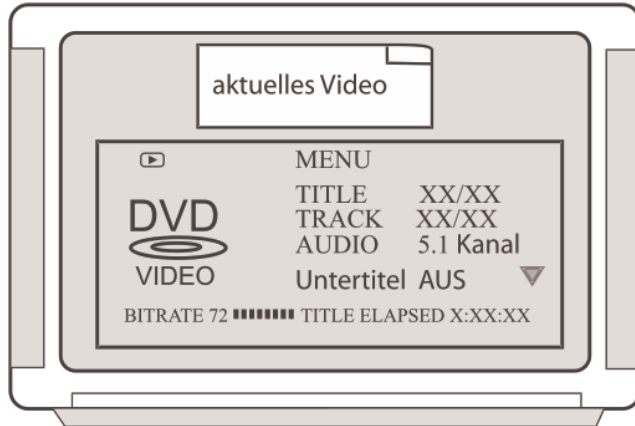 aktuelles Video
MENU
TITLE XX/XX
TRACK XX/XX
AUDIO 5.1 Kanal
Untertitel AUS
DVD
VIDEO
BITRATE 72 TITLE ELAPSED X:XX:XX